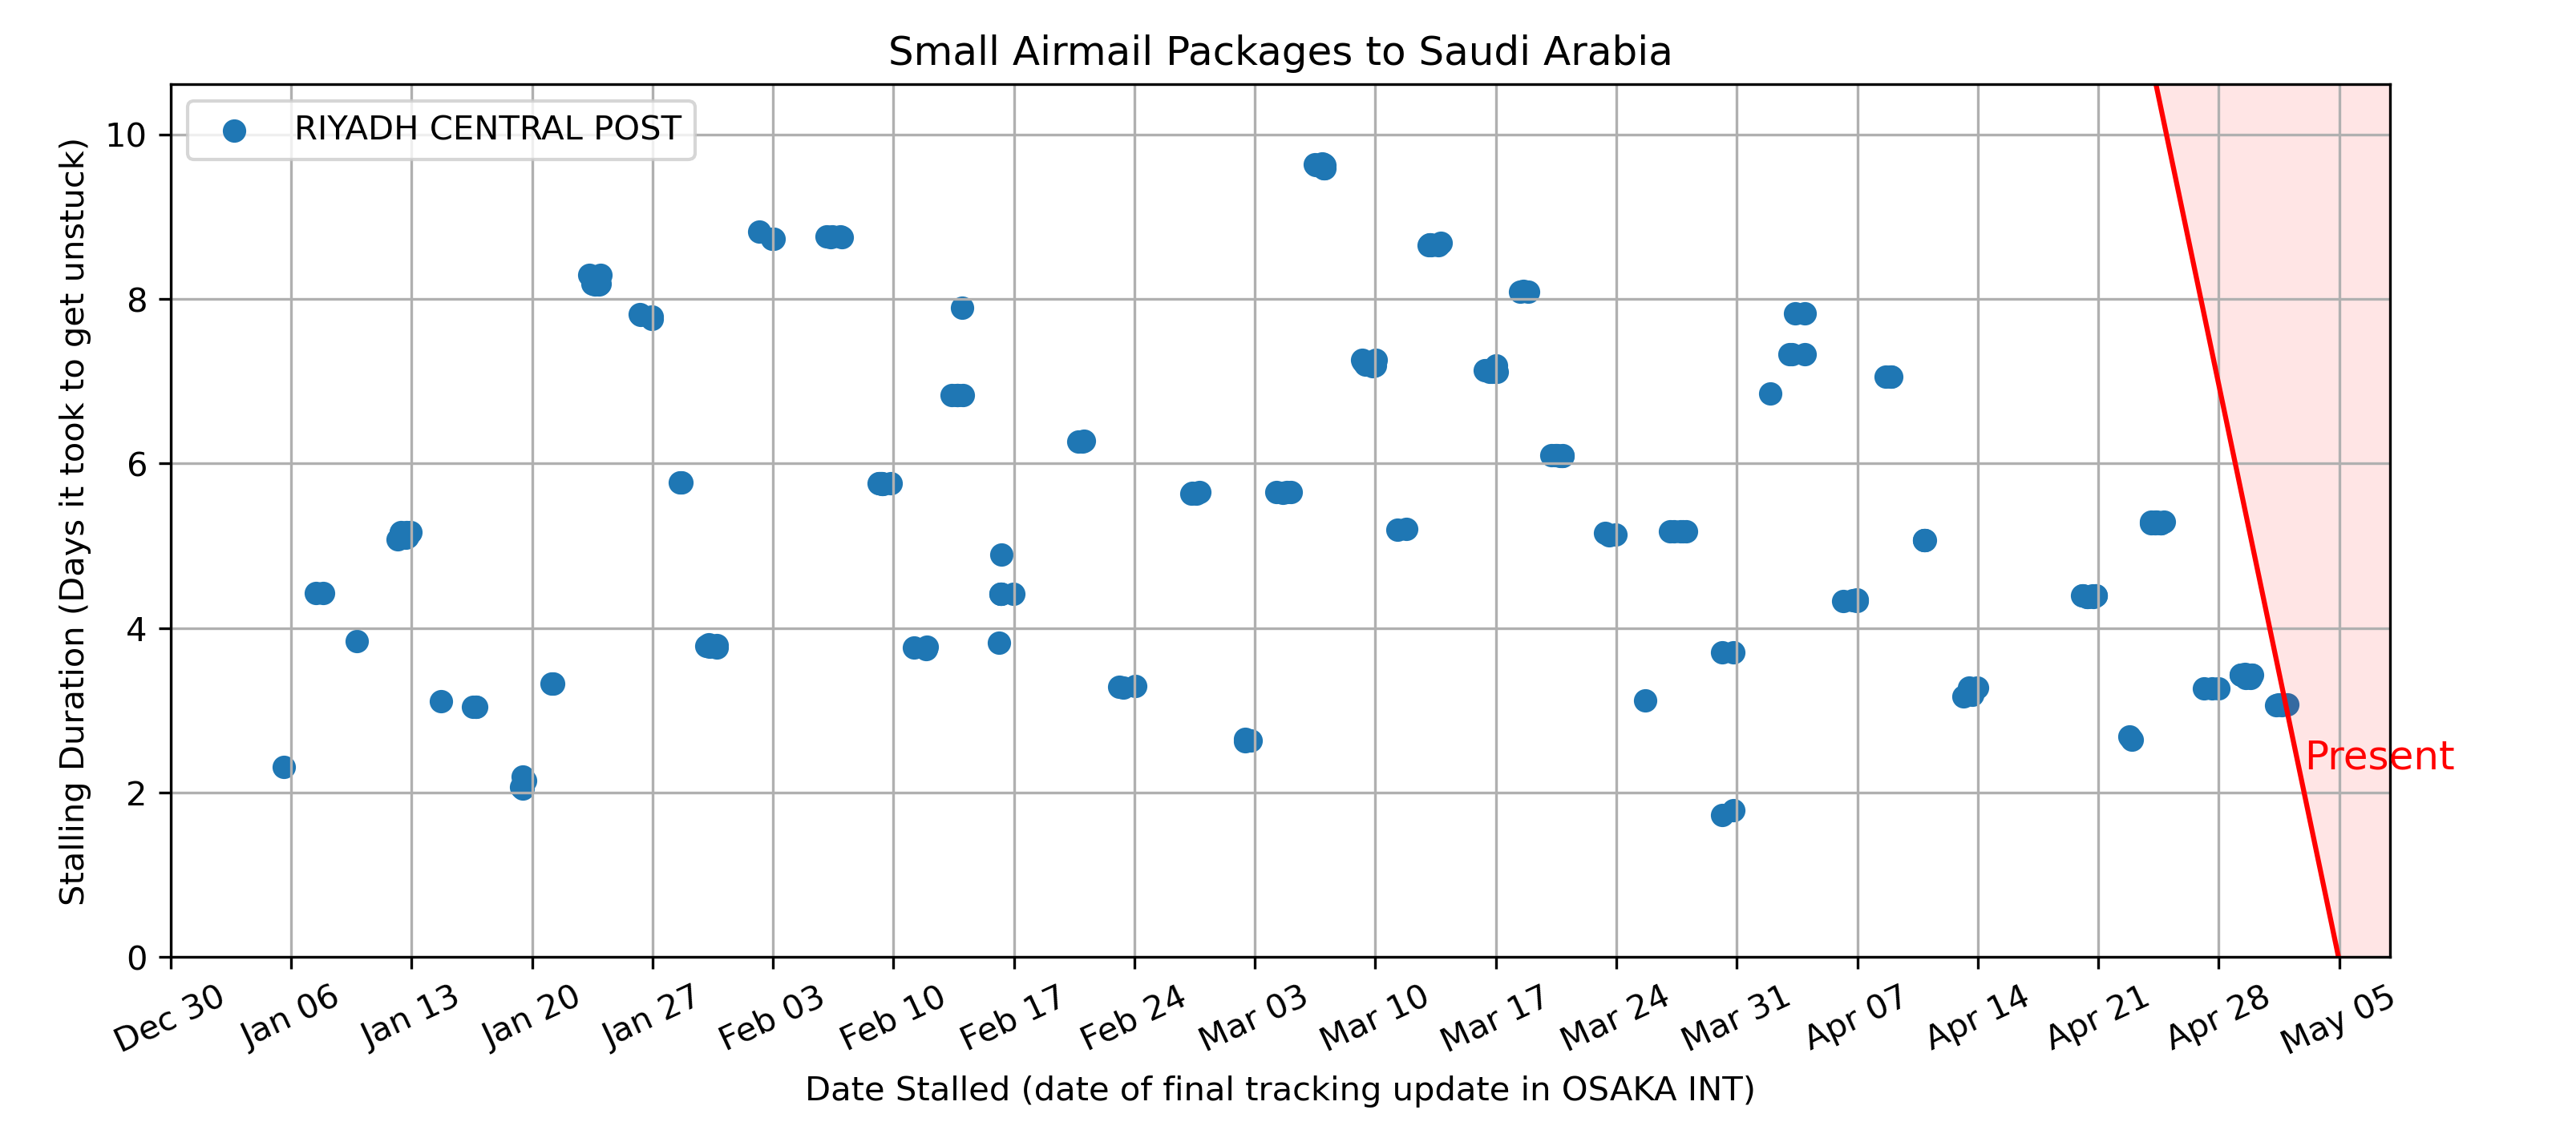 Small Airmail Packages to Saudi Arabia
RIYADH CENTRAL POST
Stalling Duration (Days it took to get unstuck)
10
8
6
4
2
0
Present
Dec 30
Jan 06
Jan 13
Jan 20
Jan 27
Feb 03
Feb 10
Feb 17
Feb 24
Mar 03
Mar 10
Mar 17
Mar 24
Mar 31
Apr 07
Apr 14
Apr 21
Apr 28
May 05
Date Stalled (date of final tracking update in OSAKA INT)